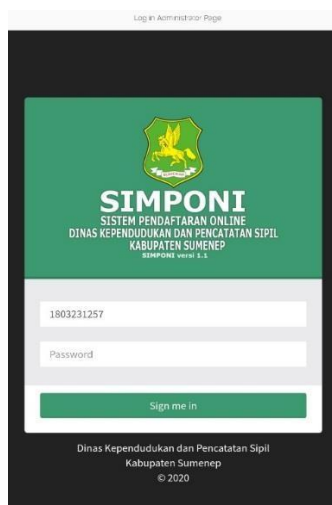 Log in Administrator Page
SIMPONI
SISTEM PENDAFTARAN ONLINE
DINAS KEPENDUDUKAN DAN PENCATATAN SIPIL
KABUPATEN SUMENEP
SIMPONI versi 1.1
1803231257
Password
Sign me in
Dinas Kependudukan dan Pencatatan Sipil
Kabupaten Sumenep
© 2020